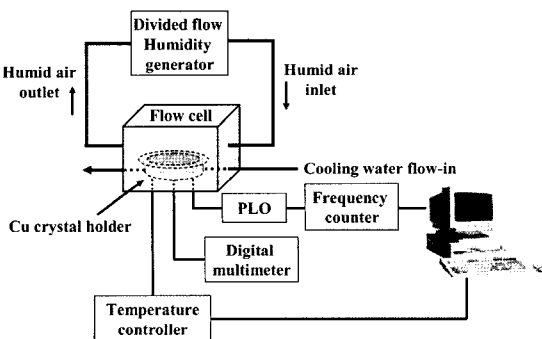 Divided flow
Humidity
generator
Humid air
outlet
Humid air
inlet
Flow cell
Cooling water flow-in
Cu crystal holder
PLO
Frequency
counter
Digital
multimeter
Temperature
controller